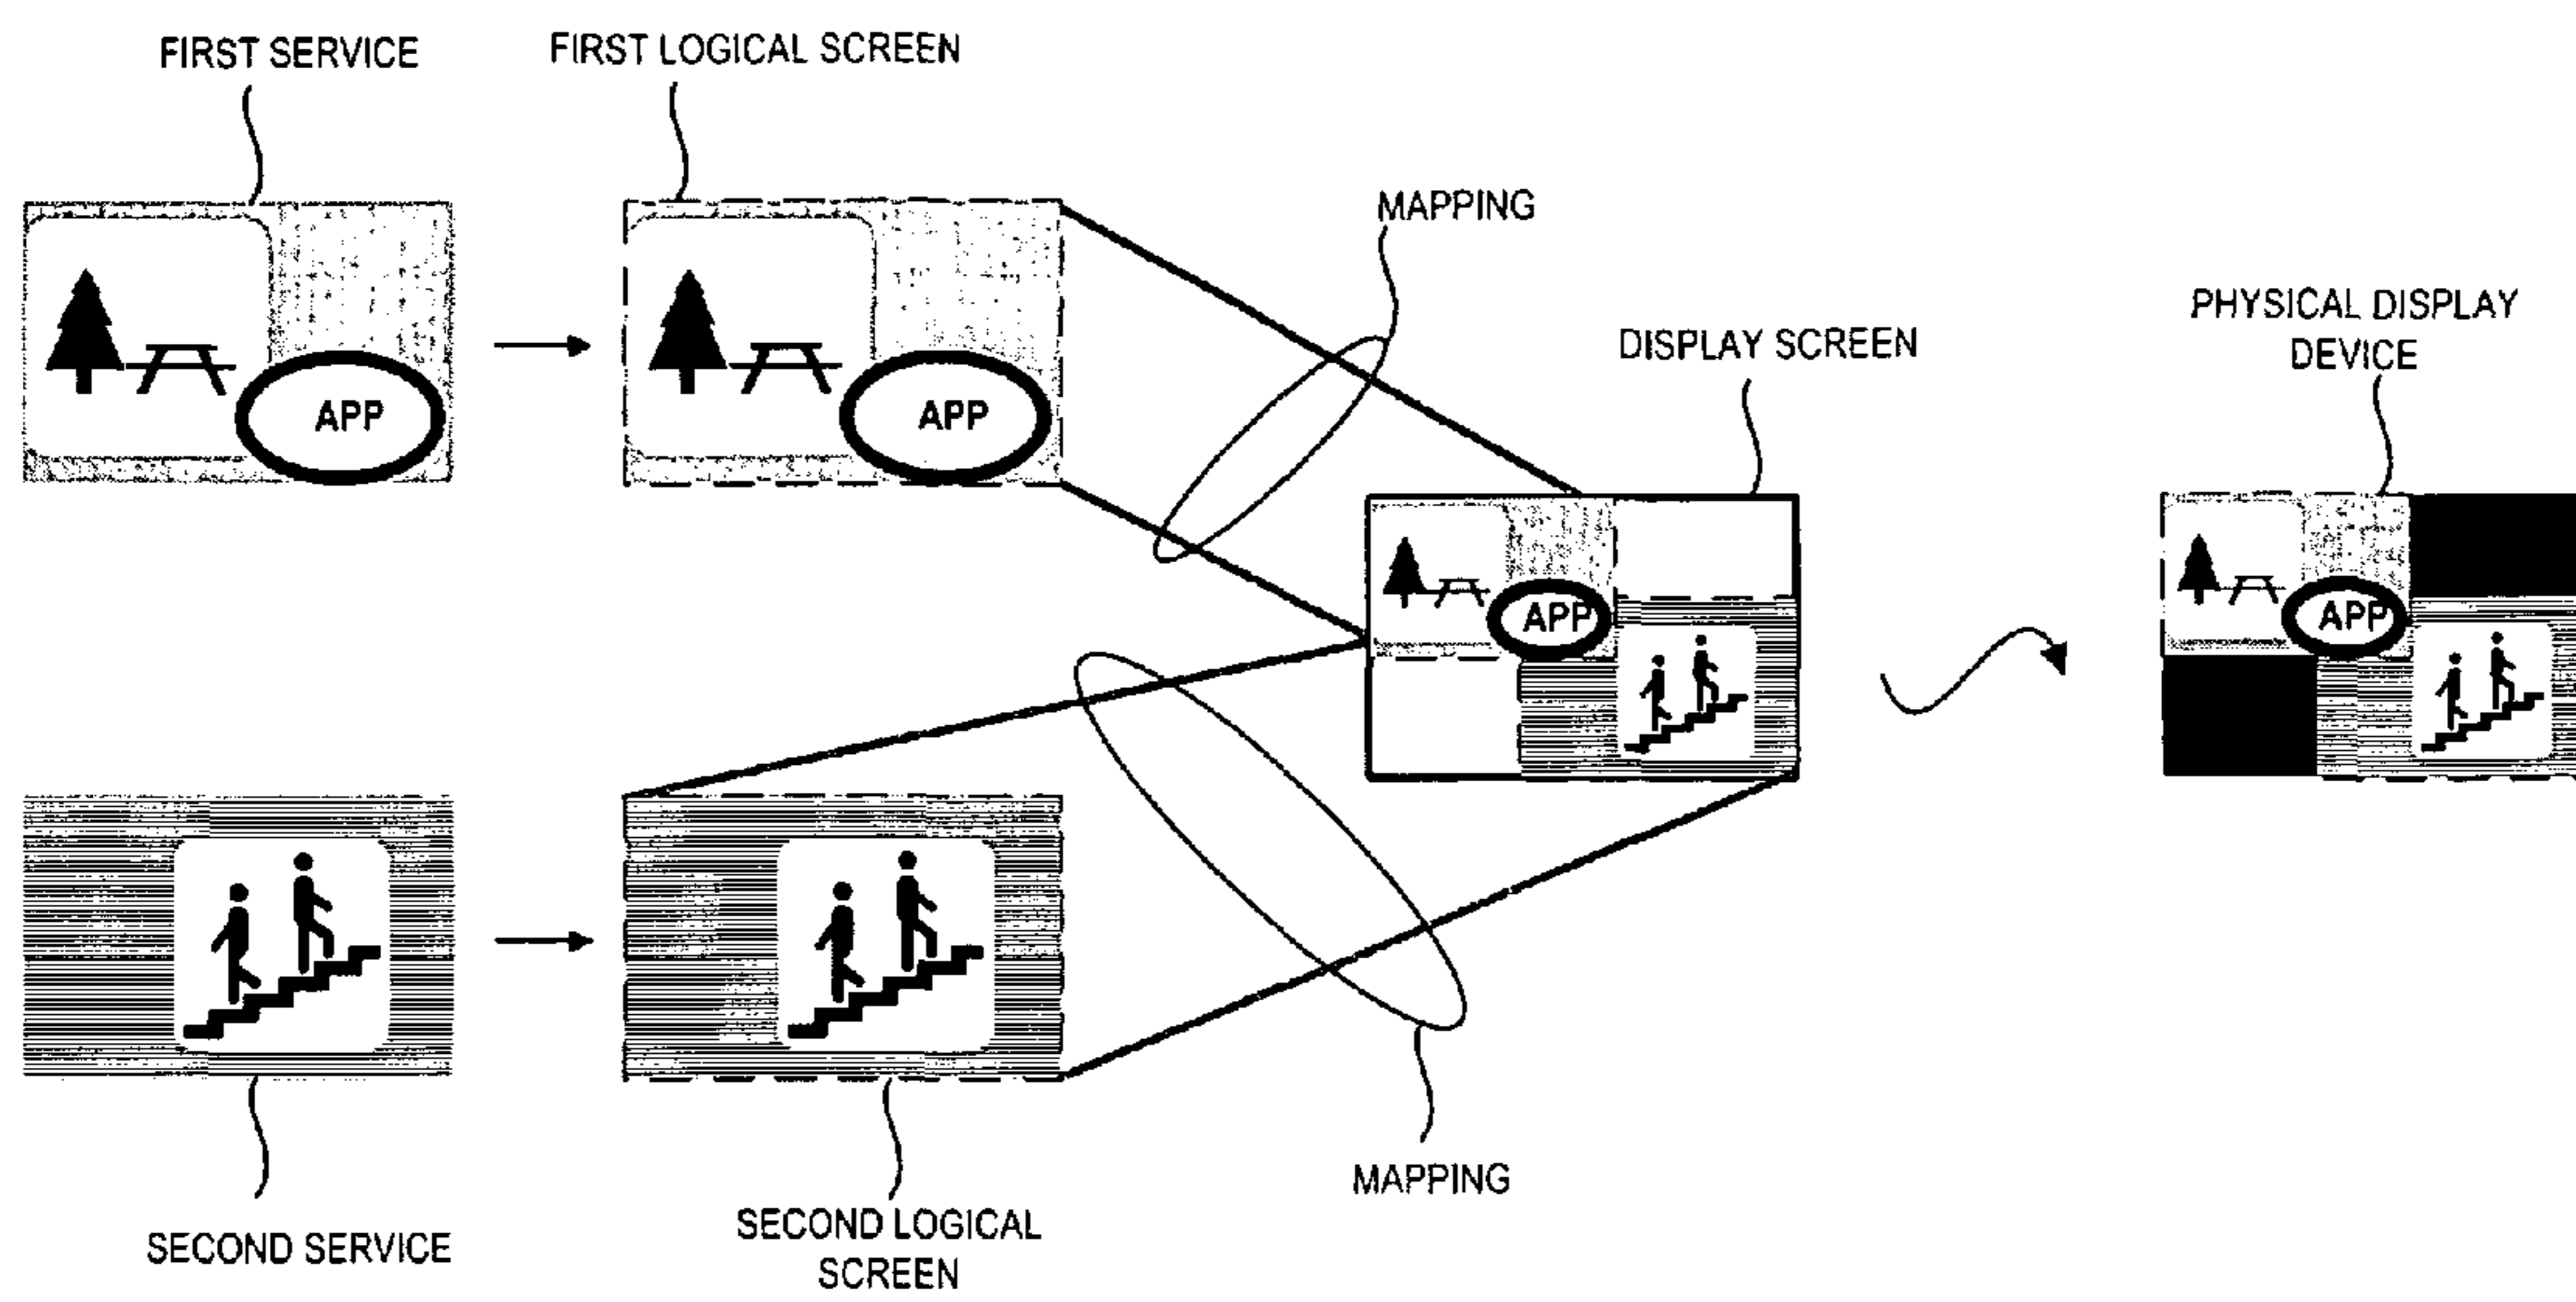 FIRST SERVICE
FIRST LOGICAL SCREEN
MAPPING
PHYSICAL DISPLAY
DEVICE
DISPLAY SCREEN
APP
APP
APP
APP
MAPPING
SECOND SERVICE
SECOND LOGICAL
SCREEN